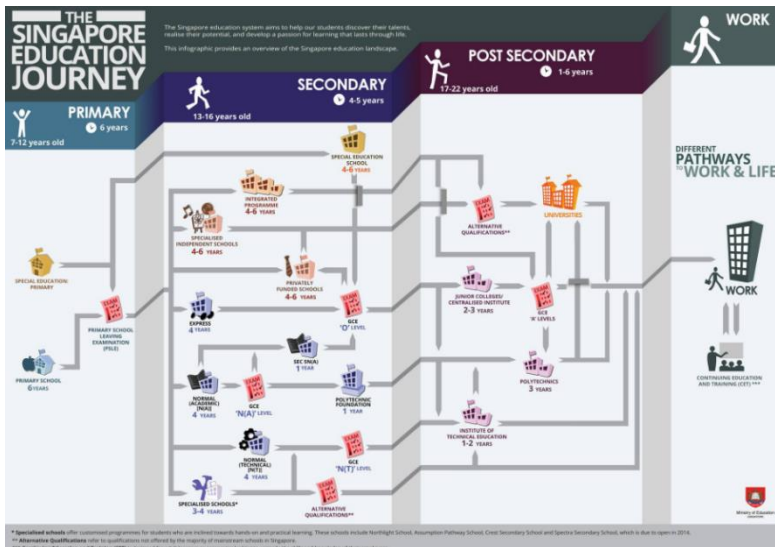 THE
SINGAPORE
EDUCATION
JOURNEY
The Singapore education system aims to help our students discover their talents,
realise their potential, and develop a passion for learning that lasts through life.
This infographic provides an overview of the Singapore education landscape.
WORK
POST SECONDARY
1-6 years
17-22 years old
SECONDARY
4-5 years
13-16 years old
PRIMARY
6 years
7-12 years old
DIFFERENT
PATHWAYS
TO WORK & LIFE
SPECIAL EDUCATION
SCHOOL
4-6 YEARS
INTEGRATED
PROGRAMME
4-6 YEARS
SPECIALISED
INDEPENDENT SCHOOLS
4-6 YEARS
PRIVATELY
FUNDED SCHOOLS
4-6 YEARS
ALTERNATIVE
QUALIFICATIONS**
UNIVERSITIES
SPECIAL EDUCATION
PRIMARY
EXAM
PRIMARY SCHOOL
LEAVING
EXAMINATION
(PSLE)
PRIMARY SCHOOL
6 YEARS
EXPRESS
4 YEARS
EXAM
GCE
'O' LEVEL
JUNIOR COLLEGES/
CENTRALISED INSTITUTE
2-3 YEARS
EXAM
GCE
'A' LEVELS
WORK
SEC 5N(A)
1 YEAR
NORMAL
(ACADEMIC)
[N(A)]
4 YEARS
EXAM
GCE
'N(A)' LEVEL
POLYTECHNIC
FOUNDATION
1 YEAR
POLYTECHNICS
3 YEARS
CONTINUING EDUCATION
AND TRAINING (CET) ***
NORMAL
(TECHNICAL)
[N(T)]
4 YEARS
EXAM
GCE
'N(T)' LEVEL
INSTITUTE OF
TECHNICAL EDUCATION
1-2 YEARS
SPECIALISED SCHOOLS*
3-4 YEARS
EXAM
ALTERNATIVE
QUALIFICATIONS**
Ministry of Education
* Specialised schools offer customised programmes for students who are inclined towards hands-on and practical learning. These include Northlight School, Assumption Pathway School, Crest Secondary School and Spectra Secondary School, which is due to open in 2014.
** Alternative Qualifications refer to qualifications not offered by the majority of mainstream schools in Singapore.